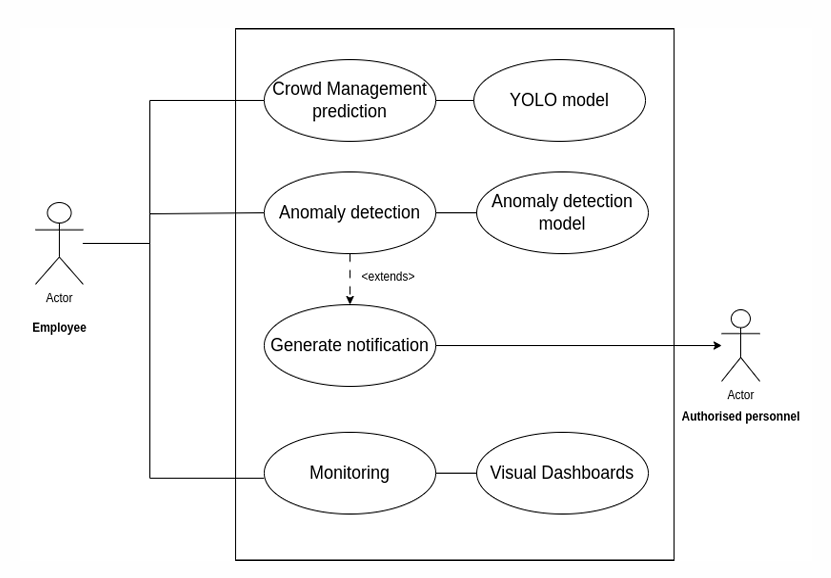 Crowd Management
prediction
YOLO model
Anomaly detection
Anomaly detection
model
<extends>
Actor
Employee
Generate notification
Actor
Authorised personnel
Monitoring
Visual Dashboards